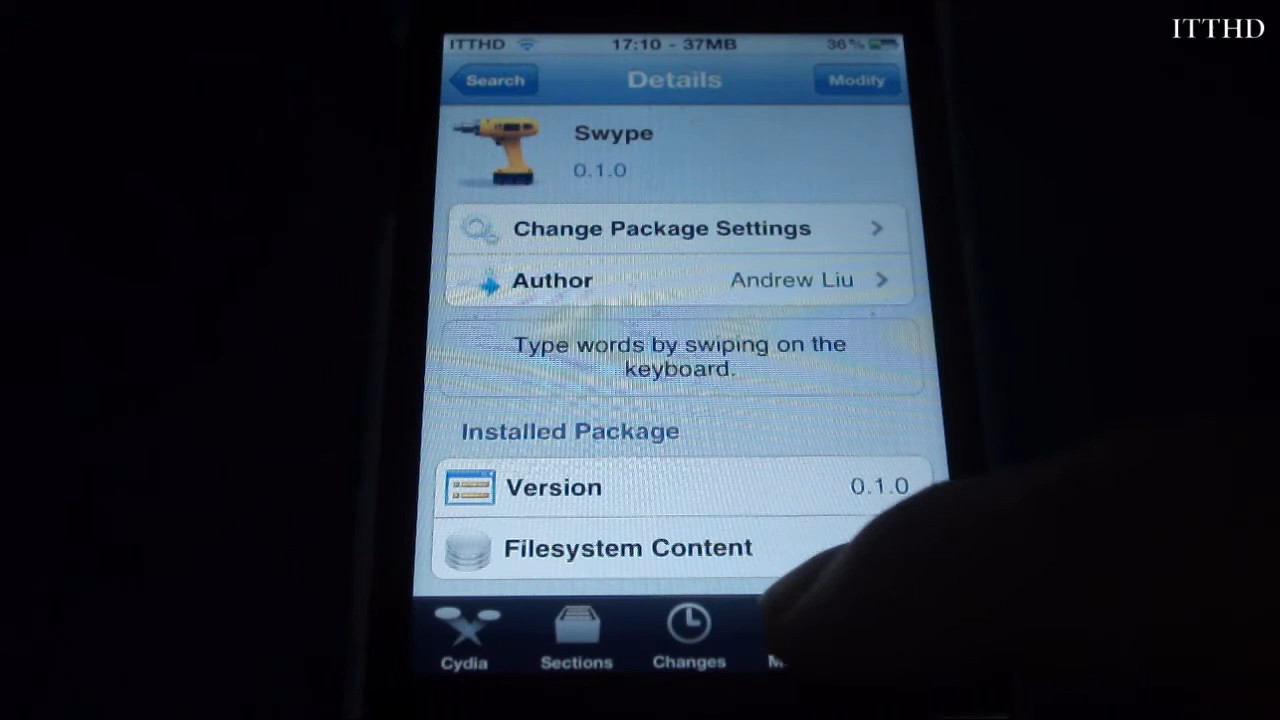 ITTHD
ITTHD 17:10 - 37MB 36%
Search Details Modify
Swype
0.1.0
Change Package Settings
Author Andrew Liu
Type words by swiping on the
keyboard.
Installed Package
Version 0.1.0
Filesystem Content
Cydia Sections Changes